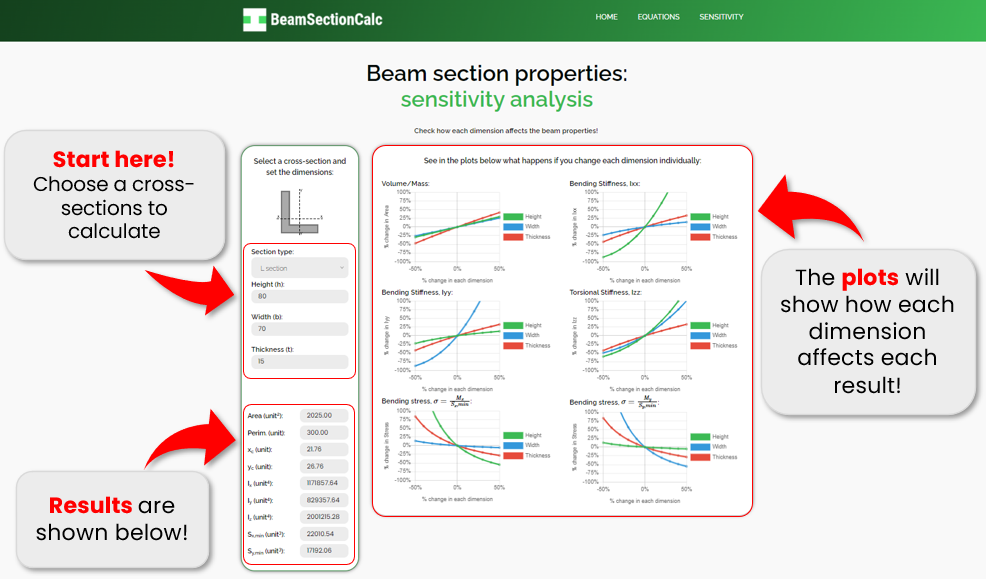 BeamSectionCalc
HOME
EQUATIONS
SENSITIVITY
Beam section properties:
sensitivity analysis
Check how each dimension affects the beam properties!
Start here!
Choose a cross-
sections to
calculate
Select a cross-section and
set the dimensions:
Section type:
L section
Height (h):
80
Width (b):
70
Thickness (t):
15
Results are
shown below!
Area (unit²):
2025.00
Perim. (unit):
300.00
x꜀ (unit):
21.76
y꜀ (unit):
26.76
Iₓ (unit⁴):
1171857.64
I_y (unit⁴):
829357.64
I_z (unit⁴):
2001215.28
Sₓ,min (unit³):
22010.54
S_y,min (unit³):
17192.06
See in the plots below what happens if you change each dimension individually:
Volume/Mass:
% change in Area
100%
75%
50%
25%
0%
-25%
-50%
-75%
-100%
-50%
0%
50%
% change in each dimension
Height
Width
Thickness
Bending Stiffness, Ixx:
% change in Ixx
100%
75%
50%
25%
0%
-25%
-50%
-75%
-100%
-50%
0%
50%
% change in each dimension
Height
Width
Thickness
Bending Stiffness, Iyy:
% change in Iyy
100%
75%
50%
25%
0%
-25%
-50%
-75%
-100%
-50%
0%
50%
% change in each dimension
Height
Width
Thickness
Torsional Stiffness, Izz:
% change in Izz
100%
75%
50%
25%
0%
-25%
-50%
-75%
-100%
-50%
0%
50%
% change in each dimension
Height
Width
Thickness
Bending stress, σ = Mₓ/Sₓ,min:
% change in Stress
100%
75%
50%
25%
0%
-25%
-50%
-75%
-100%
-50%
0%
50%
% change in each dimension
Height
Width
Thickness
Bending stress, σ = M_y/S_y,min:
% change in Stress
100%
75%
50%
25%
0%
-25%
-50%
-75%
-100%
-50%
0%
50%
% change in each dimension
Height
Width
Thickness
The plots will
show how each
dimension
affects each
result!